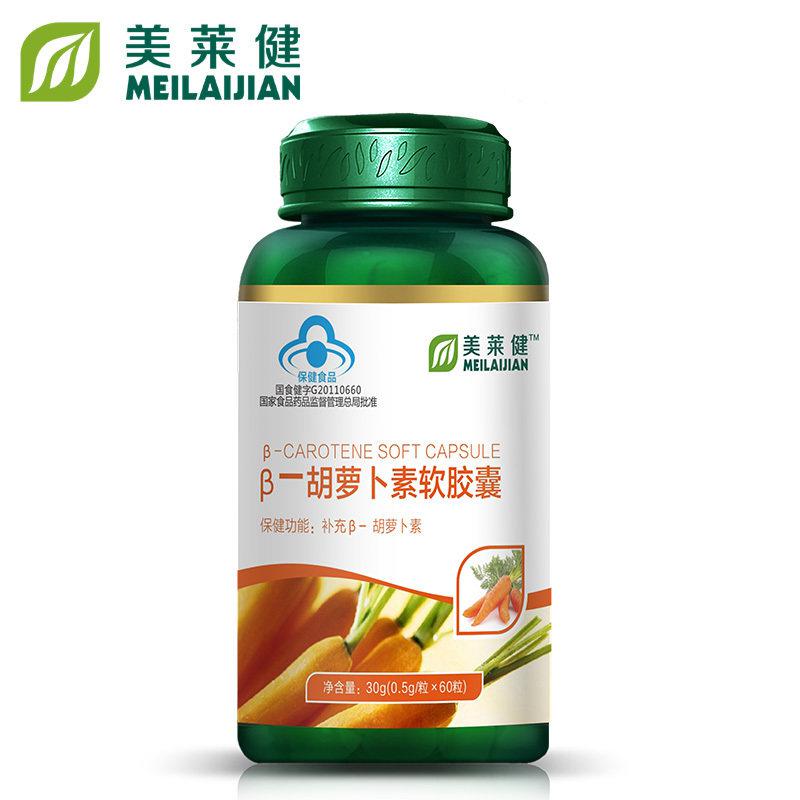 美莱健
MEILAIJIAN
保健食品
国食健字G20110660
国家食品药品监督管理总局批准
美莱健™
MEILAIJIAN
β-CAROTENE SOFT CAPSULE
β一胡萝卜素软胶囊
保健功能：补充β- 胡萝卜素
净含量：30g(0.5g/粒×60粒)